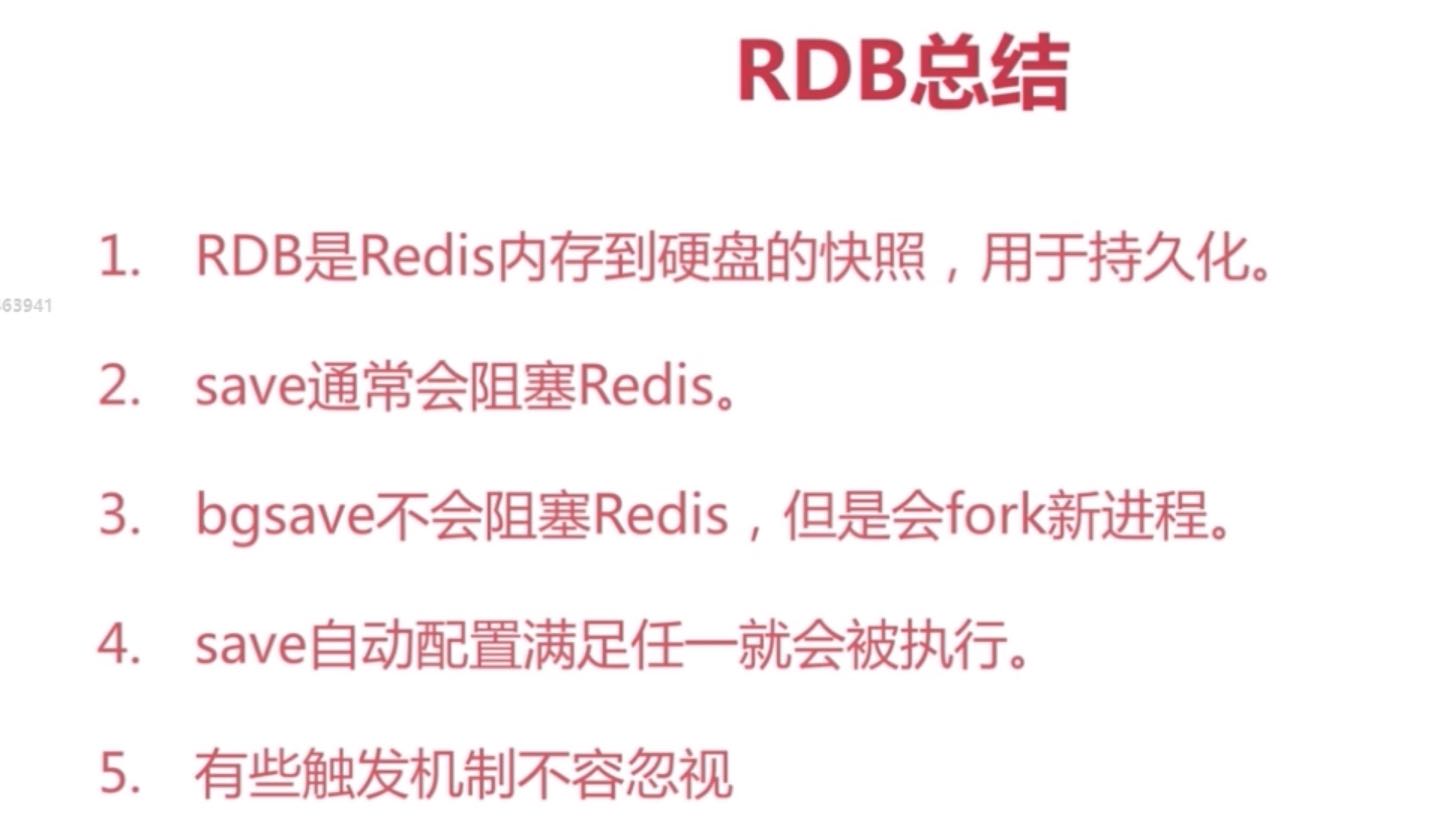 RDB总结
1. RDB是Redis内存到硬盘的快照，用于持久化。
63941
2. save通常会阻塞Redis。
3. bgsave不会阻塞Redis，但是会fork新进程。
4. save自动配置满足任一就会被执行。
5. 有些触发机制不容忽视